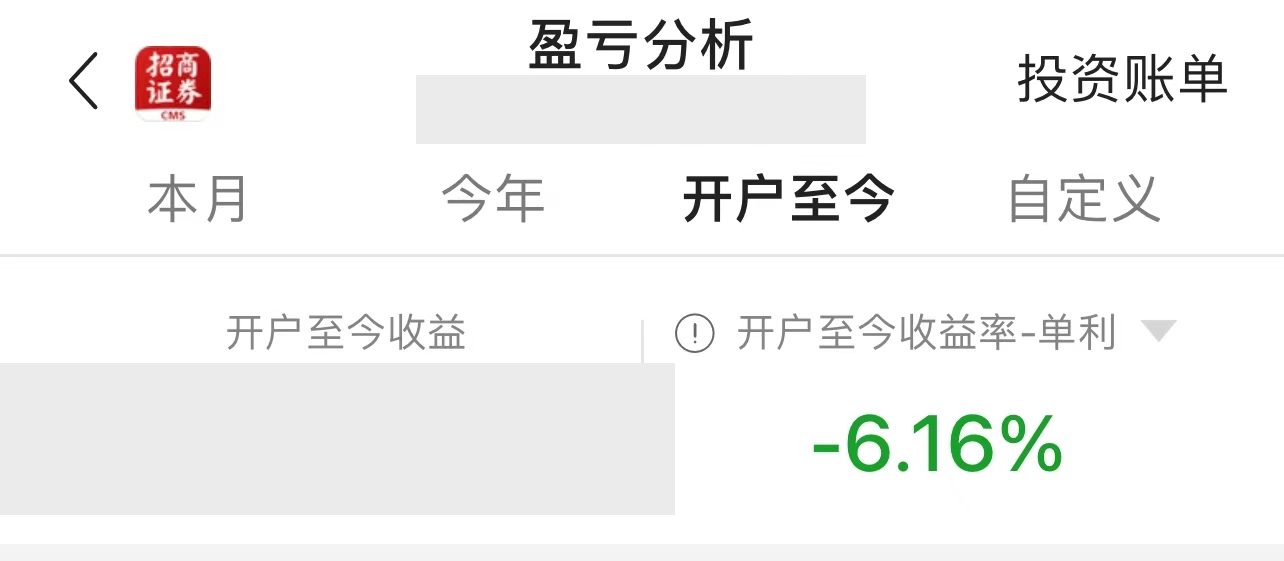 盈亏分析
招商
证券
CMS
投资账单
本月 今年 开户至今 自定义
开户至今收益 开户至今收益率-单利
-6.16%